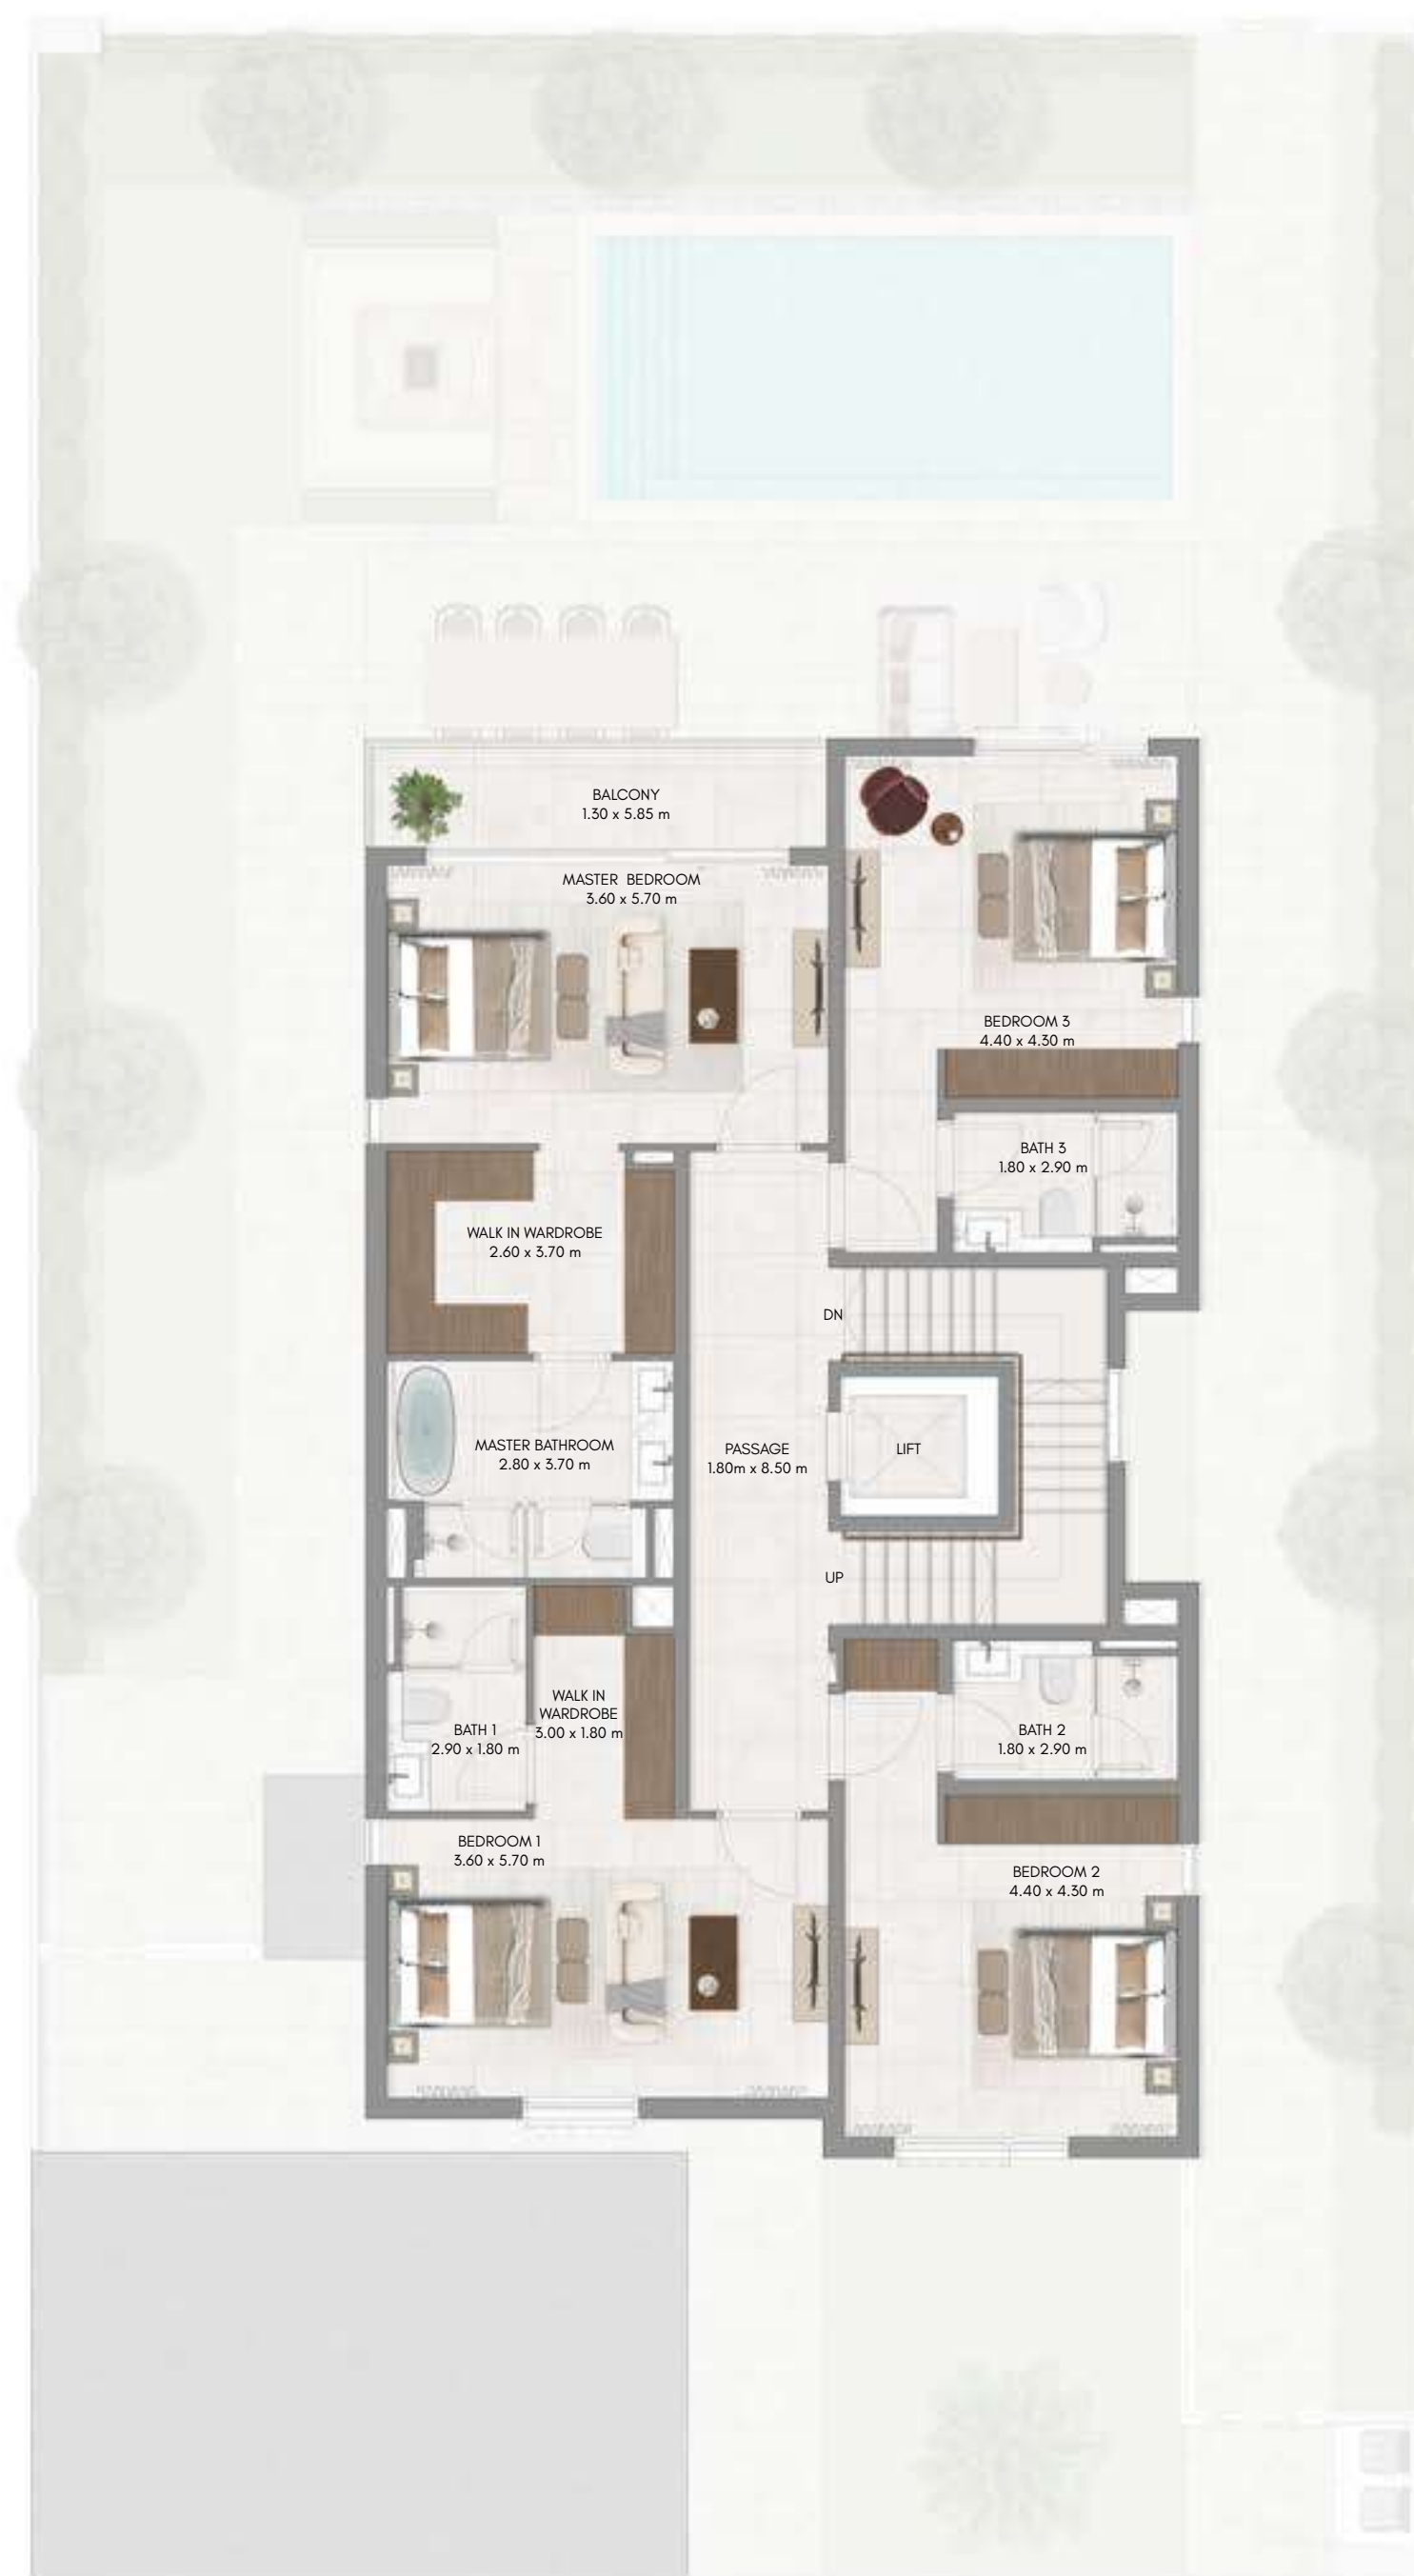 BALCONY
1.30 x 5.85 m
MASTER BEDROOM
3.60 x 5.70 m
BEDROOM 3
4.40 x 4.30 m
BATH 3
1.80 x 2.90 m
WALK IN WARDROBE
2.60 x 3.70 m
DN
MASTER BATHROOM
2.80 x 3.70 m
PASSAGE
1.80m x 8.50 m
LIFT
UP
WALK IN
WARDROBE
3.00 x 1.80 m
BATH 1
2.90 x 1.80 m
BATH 2
1.80 x 2.90 m
BEDROOM 1
3.60 x 5.70 m
BEDROOM 2
4.40 x 4.30 m